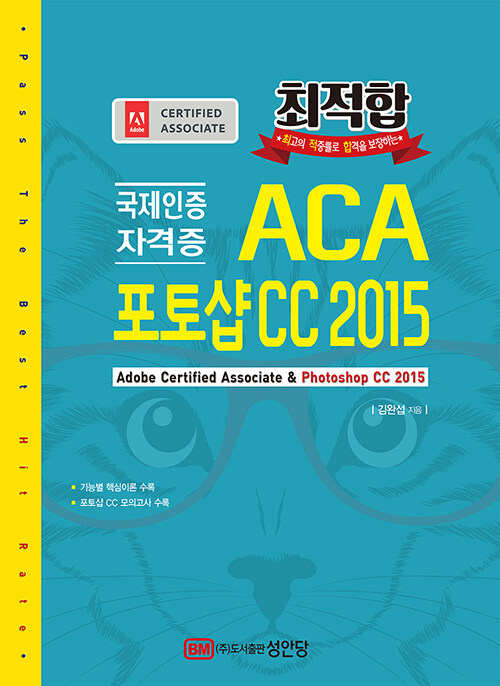 • Pass The Best Hit Rate •
Adobe
CERTIFIED
ASSOCIATE
최적합
★최고의 적중률로 합격을 보장하는★
국제인증
자격증
ACA
포토샵 CC 2015
Adobe Certified Associate & Photoshop CC 2015
| 김완섭 지음 |
기능별 핵심이론 수록
포토샵 CC 모의고사 수록
BM (주)도서출판 성안당